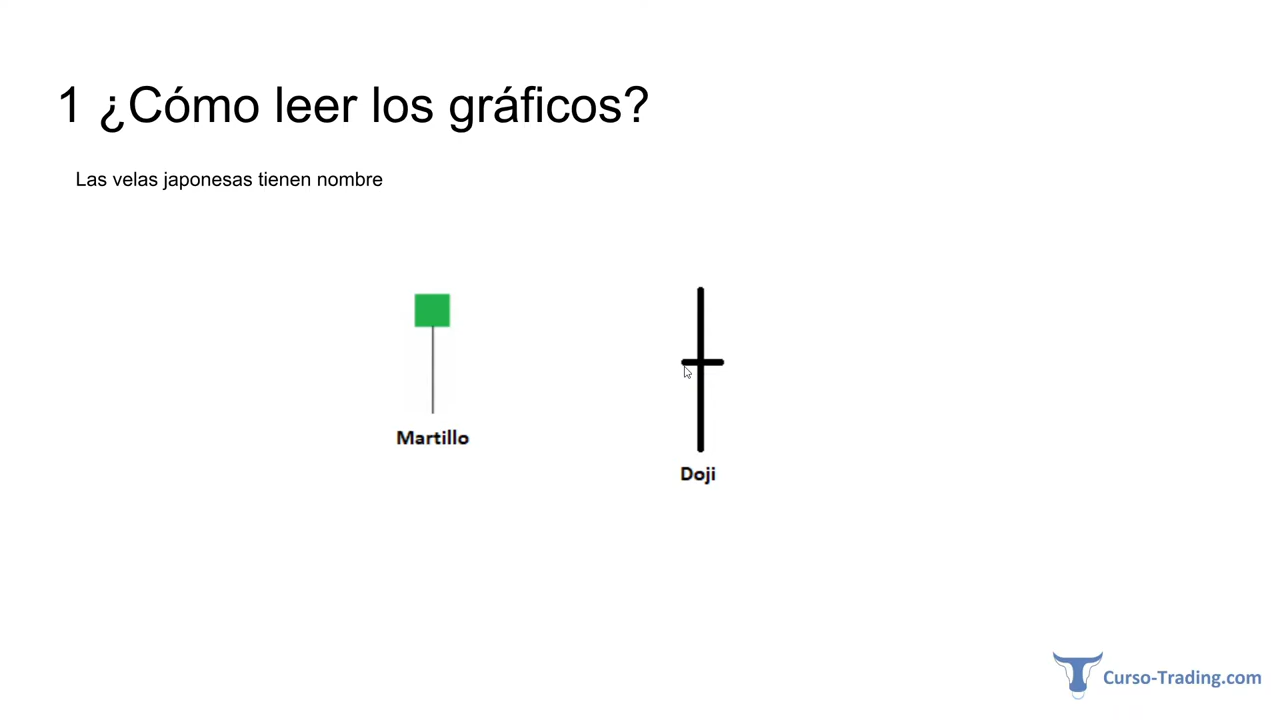 1 ¿Cómo leer los gráficos?
Las velas japonesas tienen nombre
Martillo
Doji
Curso-Trading.com